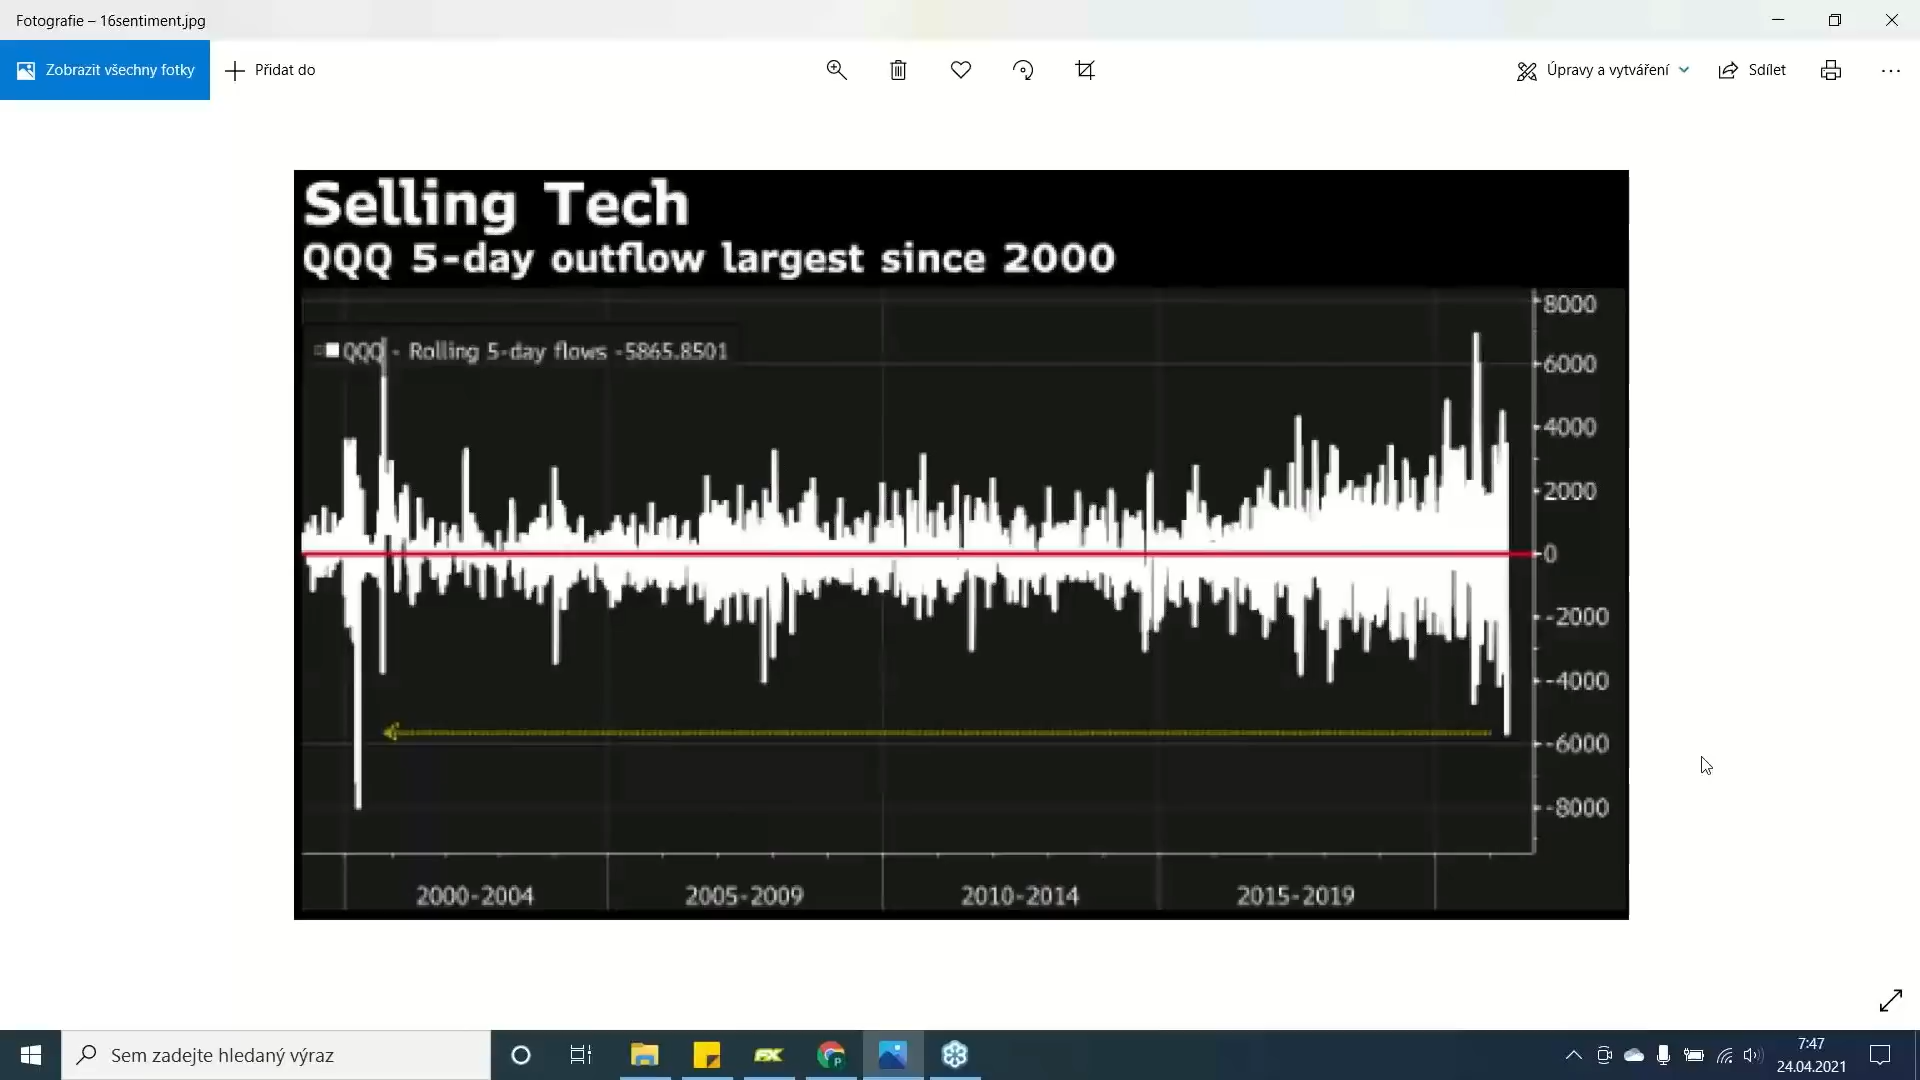 Fotografie – 16sentiment.jpg
Zobrazit všechny fotky
Přidat do
Úpravy a vytváření
Sdílet
Selling Tech
QQQ 5-day outflow largest since 2000
QQQ - Rolling 5-day flows -5865.8501
8000
6000
4000
2000
0
-2000
-4000
-6000
-8000
2000-2004 2005-2009 2010-2014 2015-2019
Sem zadejte hledaný výraz
FX
7:47
24.04.2021